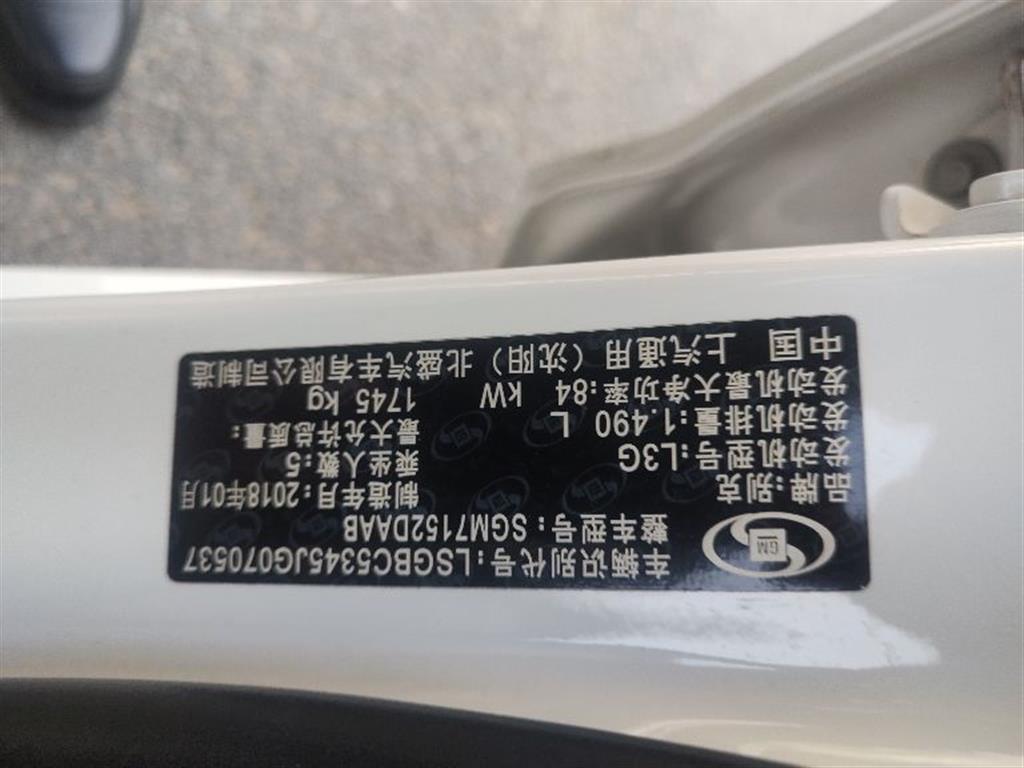 GM
车辆识别代号:LSGBC5345JG070537
整车型号:SGM7152DAAB
品牌:别克 制造年月:2018年01月
发动机型号:L3G 乘坐人数:5
发动机排量:1.490 L 最大允许总质量:
发动机最大净功率:84 kW 1745 kg
中国 上汽通用(沈阳)北盛汽车有限公司制造